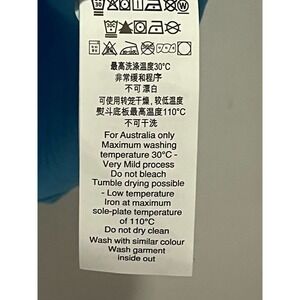 最高洗涤温度30°C
非常缓和程序
不可漂白
可使用转笼干燥，较低温度
熨斗底板最高温度110°C
不可干洗
For Australia only
Maximum washing
temperature 30°C -
Very Mild process
Do not bleach
Tumble drying possible
- Low temperature
Iron at maximum
sole-plate temperature
of 110°C
Do not dry clean
Wash with similar colour
Wash garment
inside out